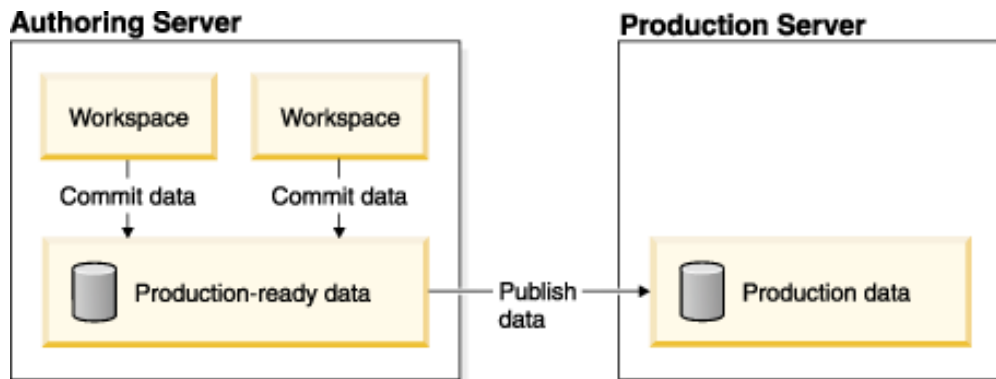 Authoring Server
Production Server
Workspace
Workspace
Commit data
Commit data
Production-ready data
Publish
data
Production data